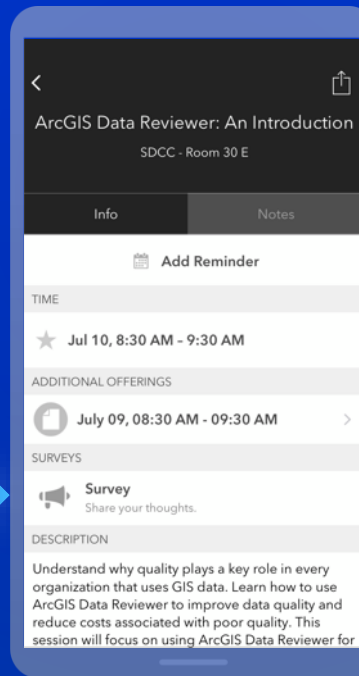 ArcGIS Data Reviewer: An Introduction
SDCC - Room 30 E
Info Notes
Add Reminder
TIME
Jul 10, 8:30 AM – 9:30 AM
ADDITIONAL OFFERINGS
July 09, 08:30 AM - 09:30 AM
SURVEYS
Survey
Share your thoughts.
DESCRIPTION
Understand why quality plays a key role in every
organization that uses GIS data. Learn how to use
ArcGIS Data Reviewer to improve data quality and
reduce costs associated with poor quality. This
session will focus on using ArcGIS Data Reviewer for